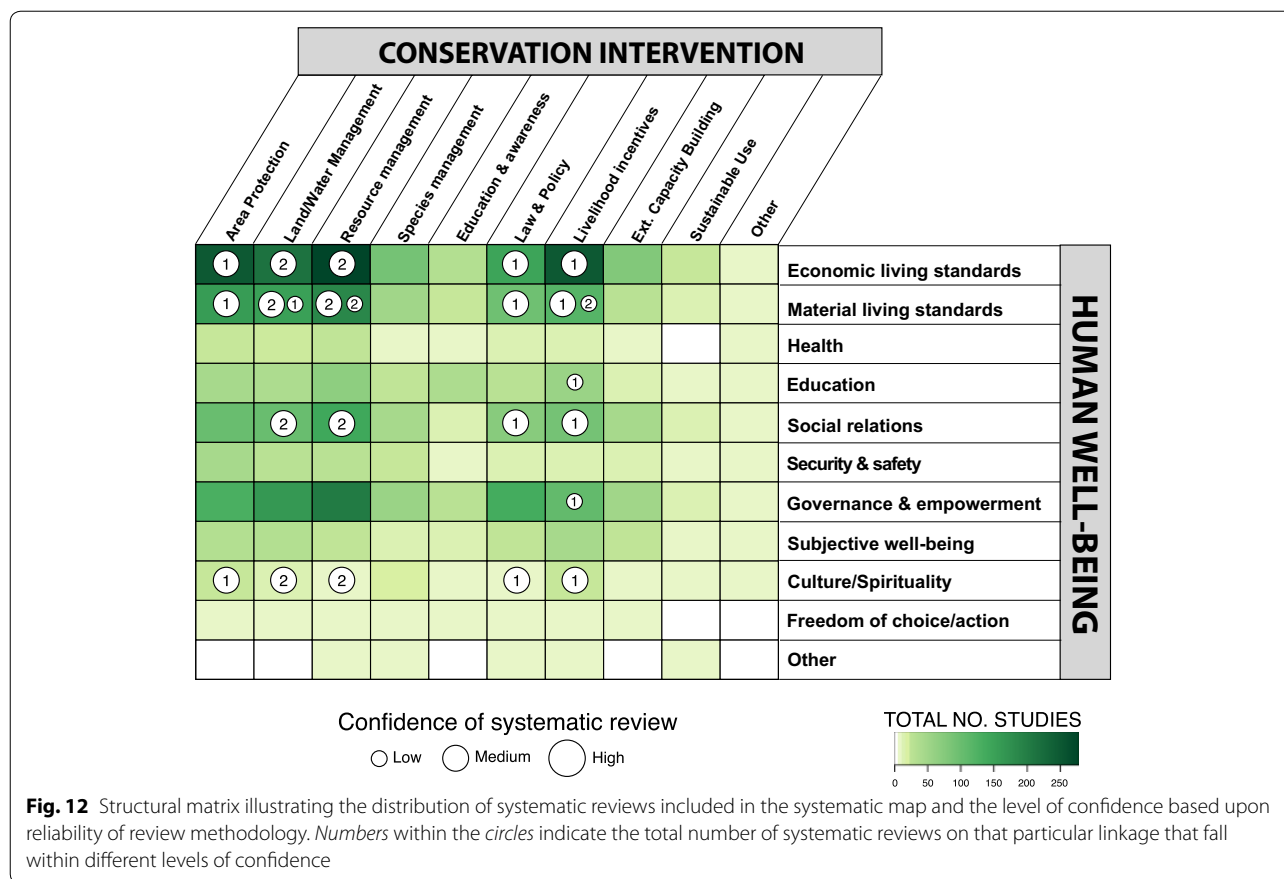 CONSERVATION INTERVENTION
Area Protection
Land/Water Management
Resource management
Species management
Education & awareness
Law & Policy
Livelihood incentives
Ext. Capacity Building
Sustainable Use
Other
1 2 2 1 1 Economic living standards
1 2 1 2 2 1 1 2 Material living standards
Health
1 Education
2 2 1 1 Social relations
Security & safety
1 Governance & empowerment
Subjective well-being
1 2 2 1 1 Culture/Spirituality
Freedom of choice/action
Other
HUMAN WELL-BEING
Confidence of systematic review
Low Medium High
TOTAL NO. STUDIES
0 50 100 150 200 250
Fig. 12 Structural matrix illustrating the distribution of systematic reviews included in the systematic map and the level of confidence based upon
reliability of review methodology. Numbers within the circles indicate the total number of systematic reviews on that particular linkage that fall
within different levels of confidence